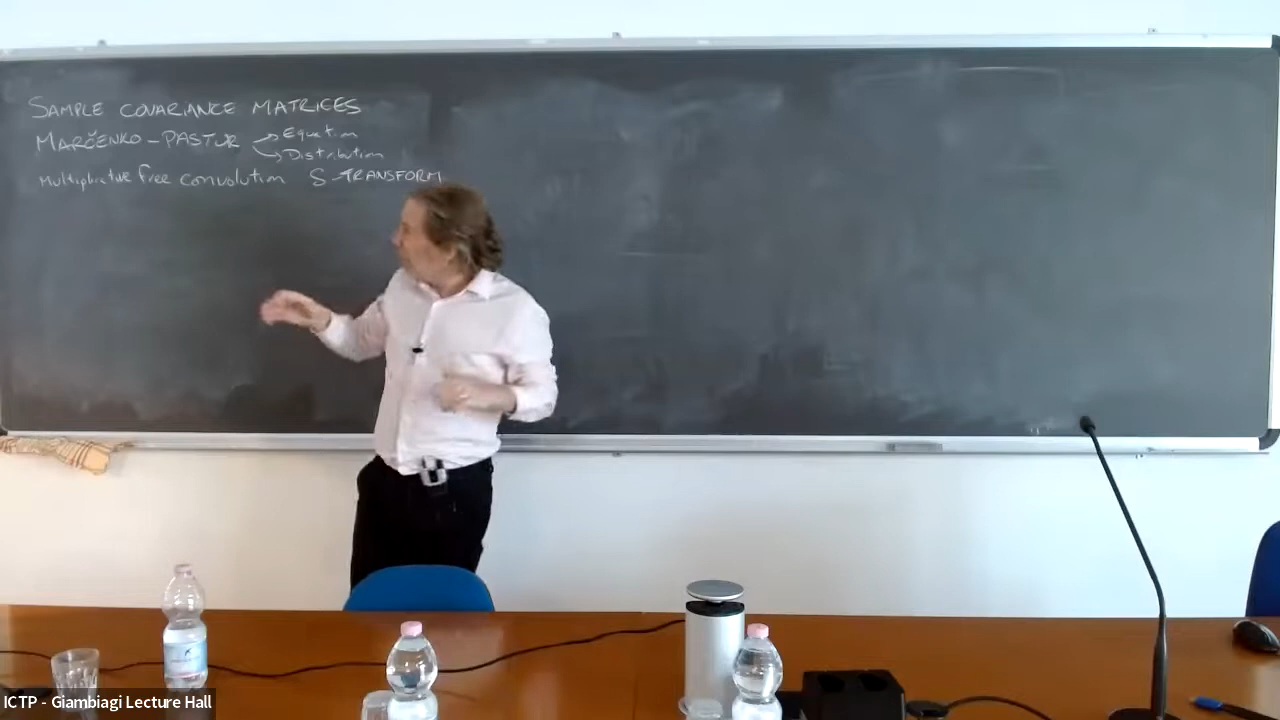 SAMPLE COVARIANCE MATRICES
MARČENKO-PASTUR → Equation
→ Distribution
Multiplicative free convolution S-TRANSFORM
ICTP - Giambiagi Lecture Hall